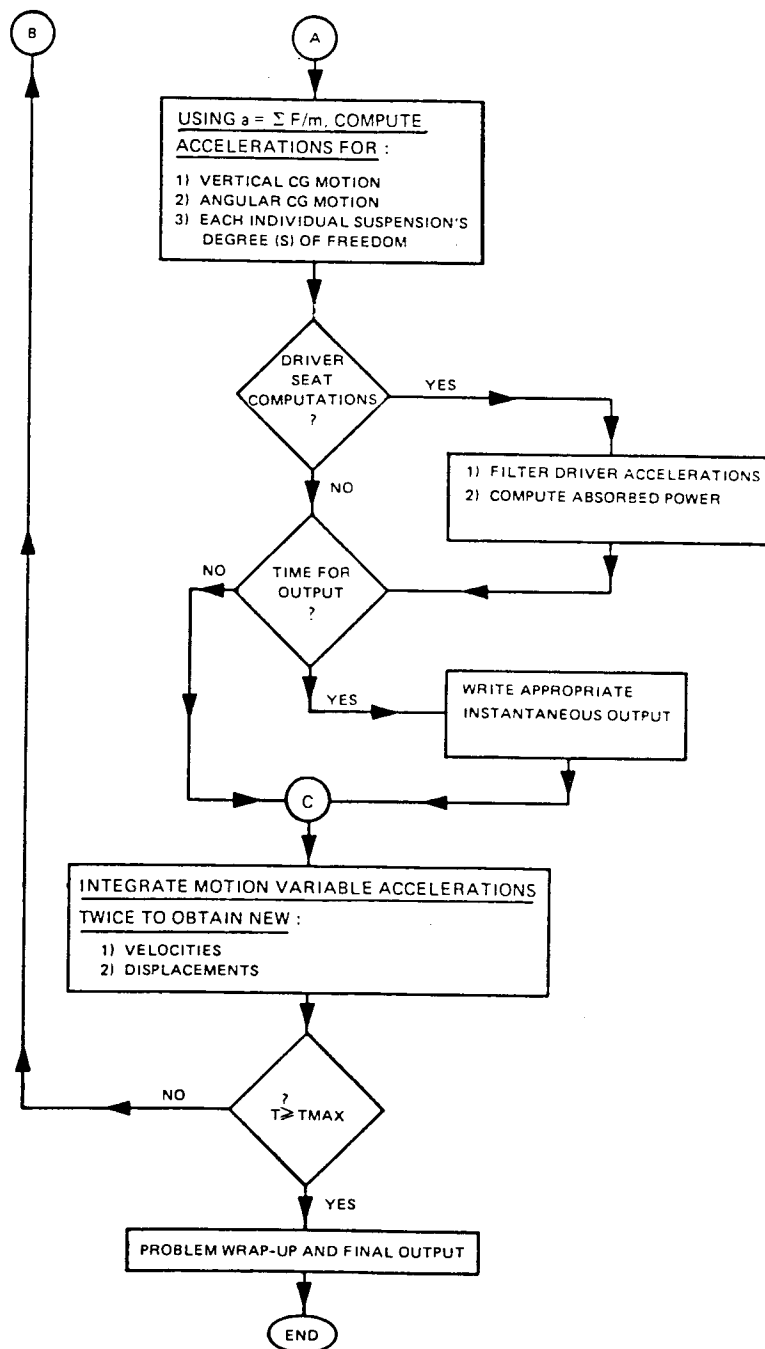 B
A
USING a = Σ F/m, COMPUTE
ACCELERATIONS FOR :
1) VERTICAL CG MOTION
2) ANGULAR CG MOTION
3) EACH INDIVIDUAL SUSPENSION'S
DEGREE (S) OF FREEDOM
DRIVER
SEAT
COMPUTATIONS
?
YES
1) FILTER DRIVER ACCELERATIONS
2) COMPUTE ABSORBED POWER
NO
TIME FOR
OUTPUT
?
NO
YES
WRITE APPROPRIATE
INSTANTANEOUS OUTPUT
C
INTEGRATE MOTION VARIABLE ACCELERATIONS
TWICE TO OBTAIN NEW :
1) VELOCITIES
2) DISPLACEMENTS
?
T ⩾ TMAX
NO
YES
PROBLEM WRAP-UP AND FINAL OUTPUT
END